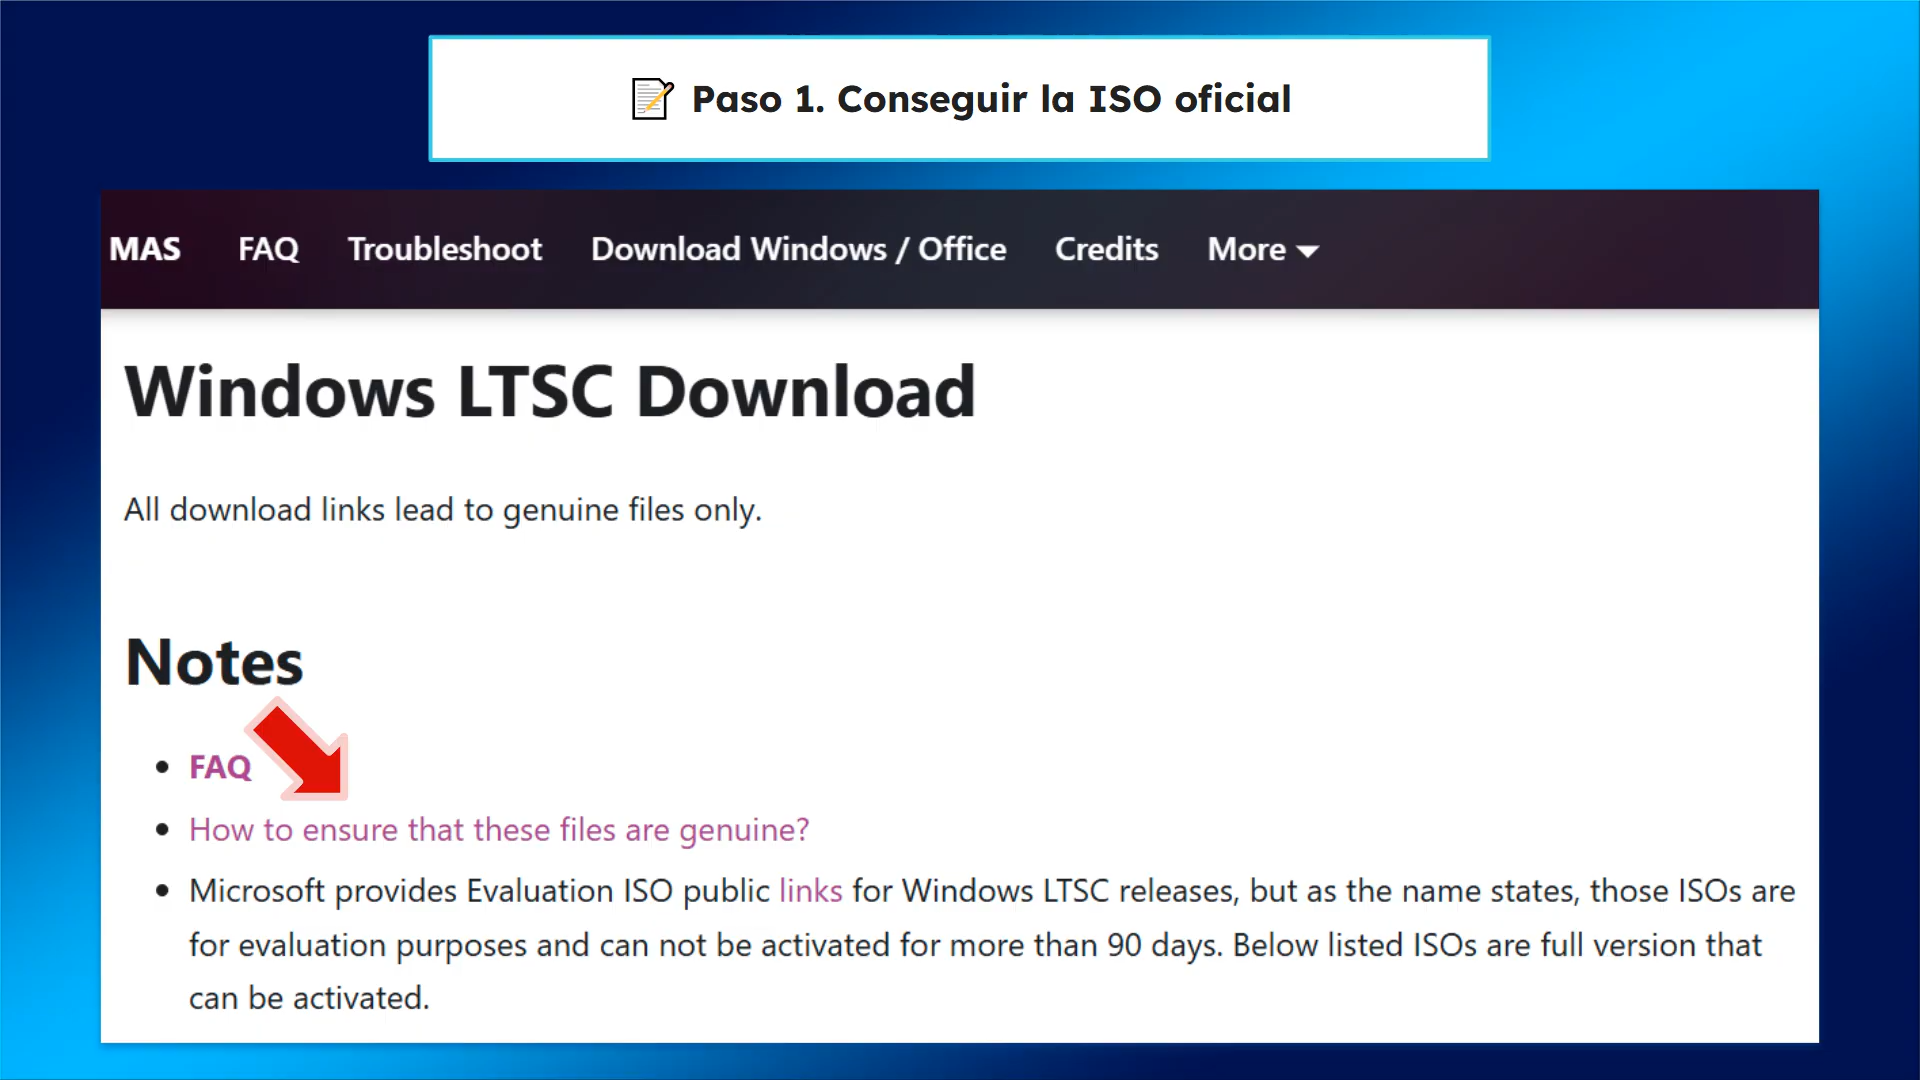 Paso 1. Conseguir la ISO oficial
MAS FAQ Troubleshoot Download Windows / Office Credits More
Windows LTSC Download
All download links lead to genuine files only.
Notes
FAQ
How to ensure that these files are genuine?
Microsoft provides Evaluation ISO public links for Windows LTSC releases, but as the name states, those ISOs are
for evaluation purposes and can not be activated for more than 90 days. Below listed ISOs are full version that
can be activated.